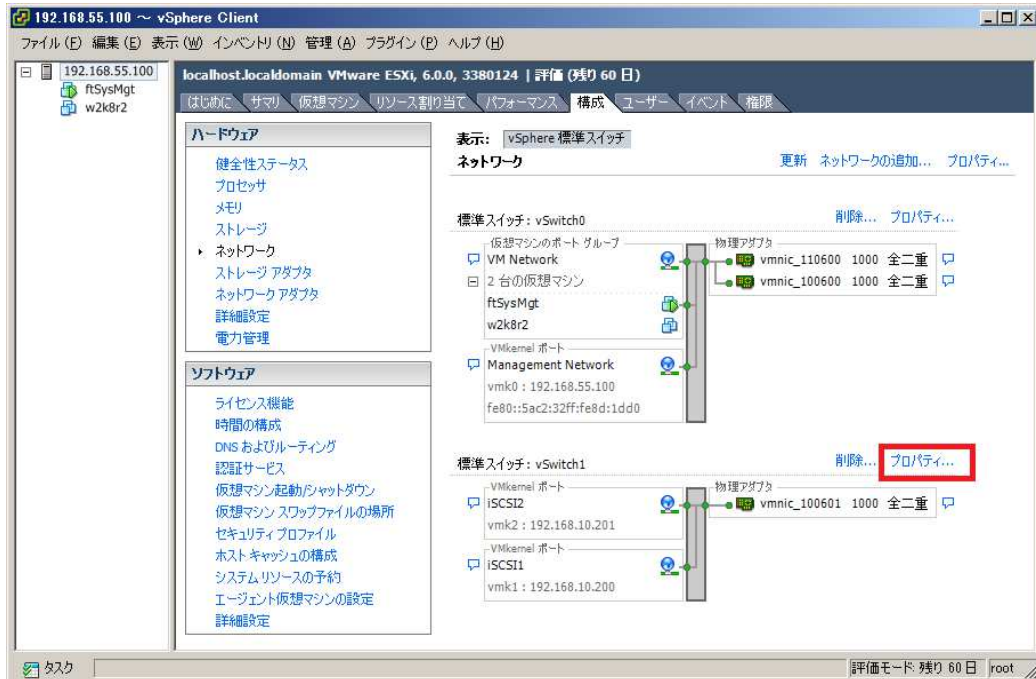 192.168.55.100 ～ vSphere Client
ファイル (F) 編集 (E) 表示 (W) インベントリ (N) 管理 (A) プラグイン (P) ヘルプ (H)
192.168.55.100
ftSysMgt
w2k8r2
localhost.localdomain VMware ESXi, 6.0.0, 3380124 | 評価 (残り 60 日)
はじめに サマリ 仮想マシン リソース割り当て パフォーマンス 構成 ユーザー イベント 権限
ハードウェア
健全性ステータス
プロセッサ
メモリ
ストレージ
ネットワーク
ストレージ アダプタ
ネットワーク アダプタ
詳細設定
電力管理
ソフトウェア
ライセンス機能
時間の構成
DNS およびルーティング
認証サービス
仮想マシン起動/シャットダウン
仮想マシン スワップファイルの場所
セキュリティ プロファイル
ホスト キャッシュの構成
システム リソースの予約
エージェント仮想マシンの設定
詳細設定
表示: vSphere 標準スイッチ
ネットワーク 更新 ネットワークの追加... プロパティ...
標準スイッチ: vSwitch0 削除... プロパティ...
仮想マシンのポート グループ 物理アダプタ
VM Network vmnic_110600 1000 全二重
2 台の仮想マシン vmnic_100600 1000 全二重
ftSysMgt
w2k8r2
VMkernel ポート
Management Network
vmk0 : 192.168.55.100
fe80::5ac2:32ff:fe8d:1dd0
標準スイッチ: vSwitch1 削除... プロパティ...
VMkernel ポート 物理アダプタ
iSCSI2 vmnic_100601 1000 全二重
vmk2 : 192.168.10.201
VMkernel ポート
iSCSI1
vmk1 : 192.168.10.200
タスク 評価モード: 残り 60 日 root